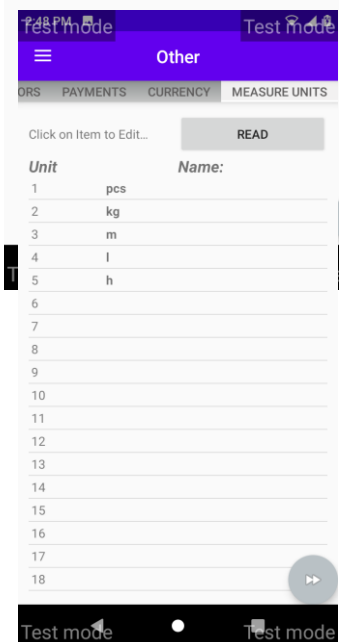 2:48 PM
Test mode Test mode
Other
ORS PAYMENTS CURRENCY MEASURE UNITS
Click on Item to Edit... READ
Unit Name:
1 pcs
2 kg
3 m
4 l
5 h
6
7
8
9
10
11
12
13
14
15
16
17
18
Test mode Test mode